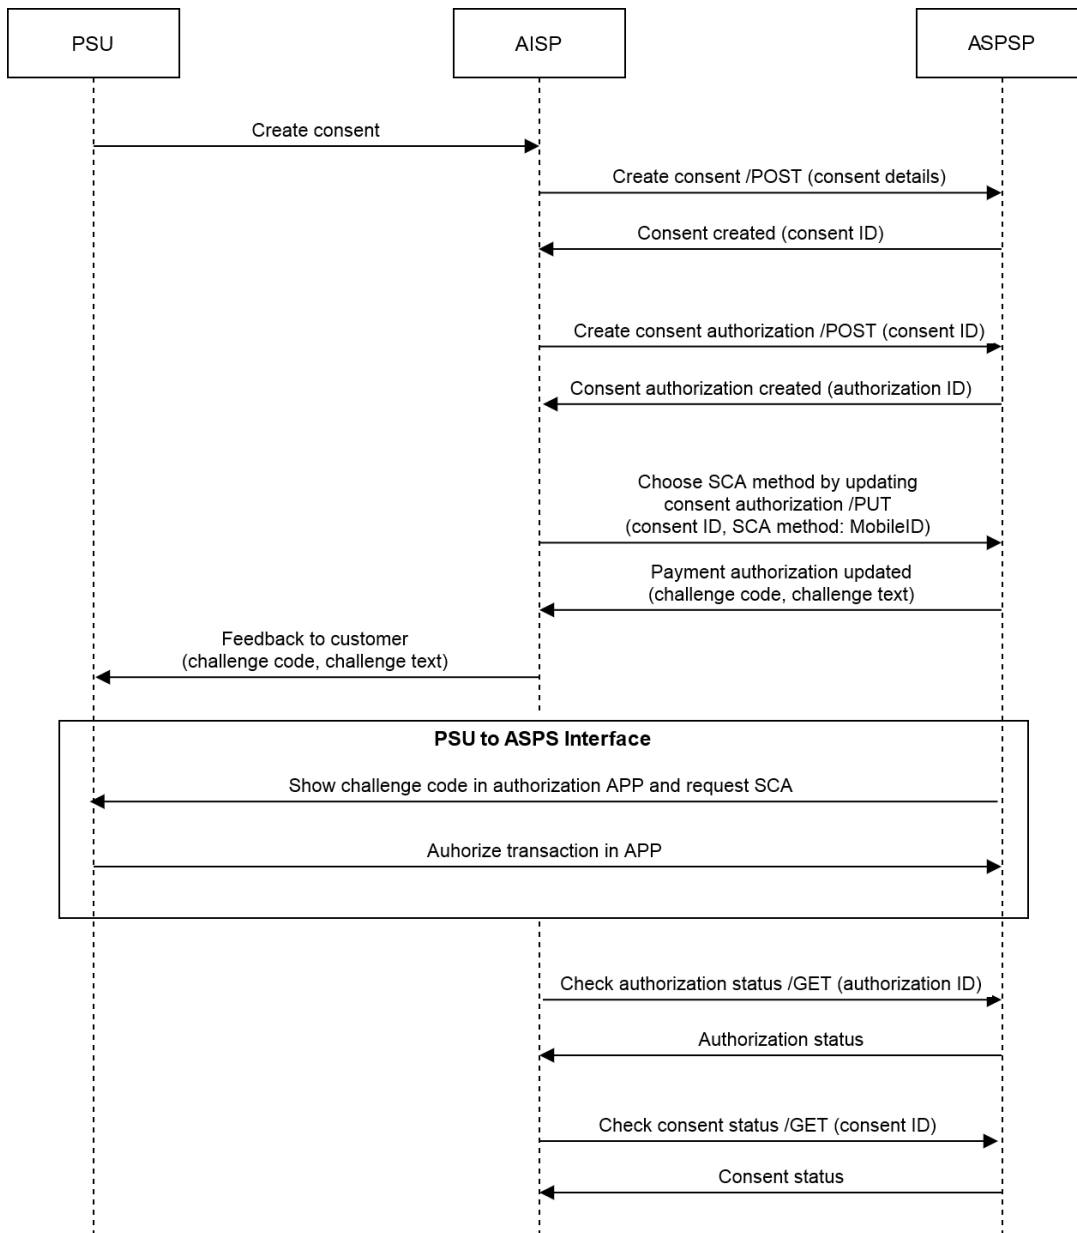 PSU
AISP
ASPSP
Create consent
Create consent /POST (consent details)
Consent created (consent ID)
Create consent authorization /POST (consent ID)
Consent authorization created (authorization ID)
Choose SCA method by updating
consent authorization /PUT
(consent ID, SCA method: MobileID)
Payment authorization updated
(challenge code, challenge text)
Feedback to customer
(challenge code, challenge text)
PSU to ASPS Interface
Show challenge code in authorization APP and request SCA
Auhorize transaction in APP
Check authorization status /GET (authorization ID)
Authorization status
Check consent status /GET (consent ID)
Consent status